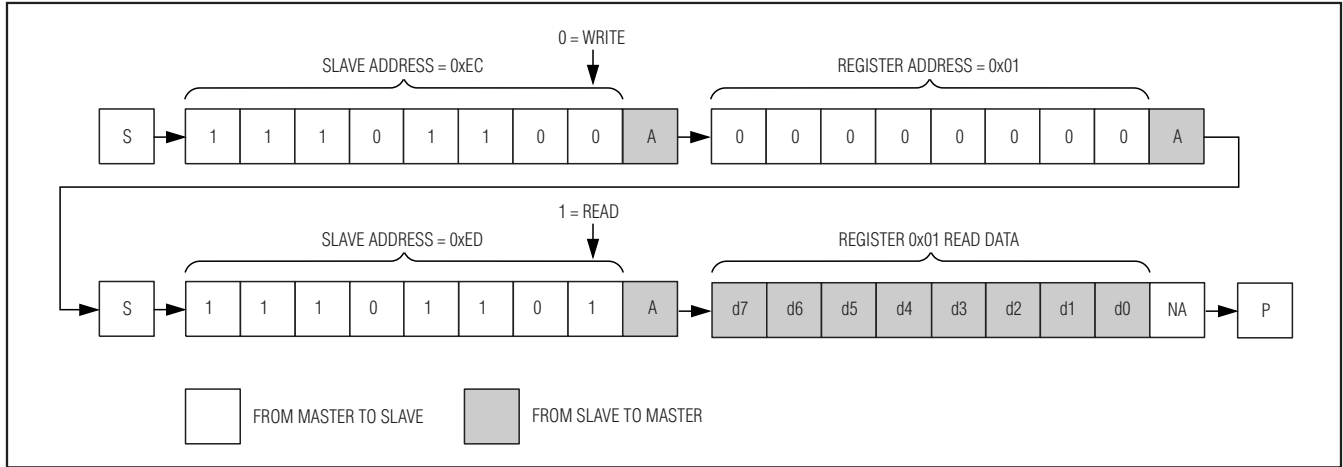 0 = WRITE
SLAVE ADDRESS = 0xEC REGISTER ADDRESS = 0x01
S 1 1 1 0 1 1 0 0 A 0 0 0 0 0 0 0 0 A
1 = READ
SLAVE ADDRESS = 0xED REGISTER 0x01 READ DATA
S 1 1 1 0 1 1 0 1 A d7 d6 d5 d4 d3 d2 d1 d0 NA P
FROM MASTER TO SLAVE FROM SLAVE TO MASTER